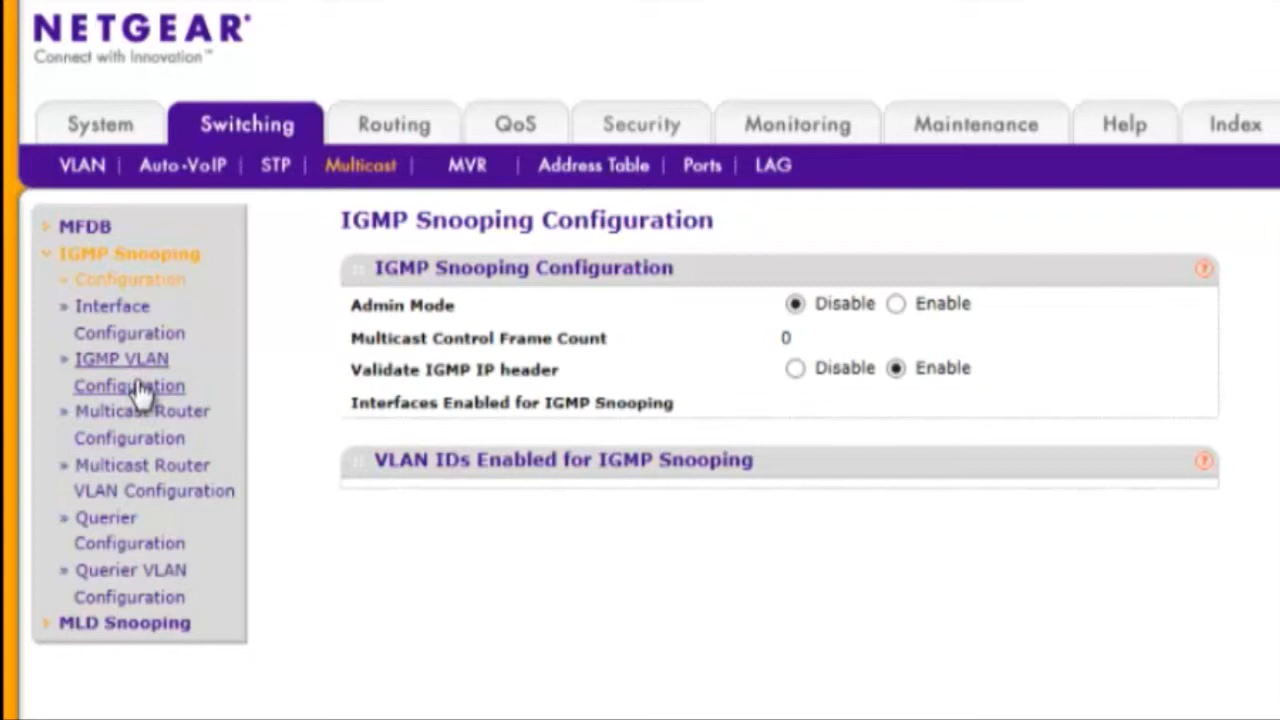 NETGEAR®
Connect with Innovation™
System Switching Routing QoS Security Monitoring Maintenance Help Index
VLAN | Auto-VoIP | STP | Multicast | MVR | Address Table | Ports | LAG
MFDB
IGMP Snooping
» Configuration
» Interface
Configuration
» IGMP VLAN
Configuration
» Multicast Router
Configuration
» Multicast Router
VLAN Configuration
» Querier
Configuration
» Querier VLAN
Configuration
MLD Snooping
IGMP Snooping Configuration
IGMP Snooping Configuration ?
Admin Mode Disable Enable
Multicast Control Frame Count 0
Validate IGMP IP header Disable Enable
Interfaces Enabled for IGMP Snooping
VLAN IDs Enabled for IGMP Snooping ?